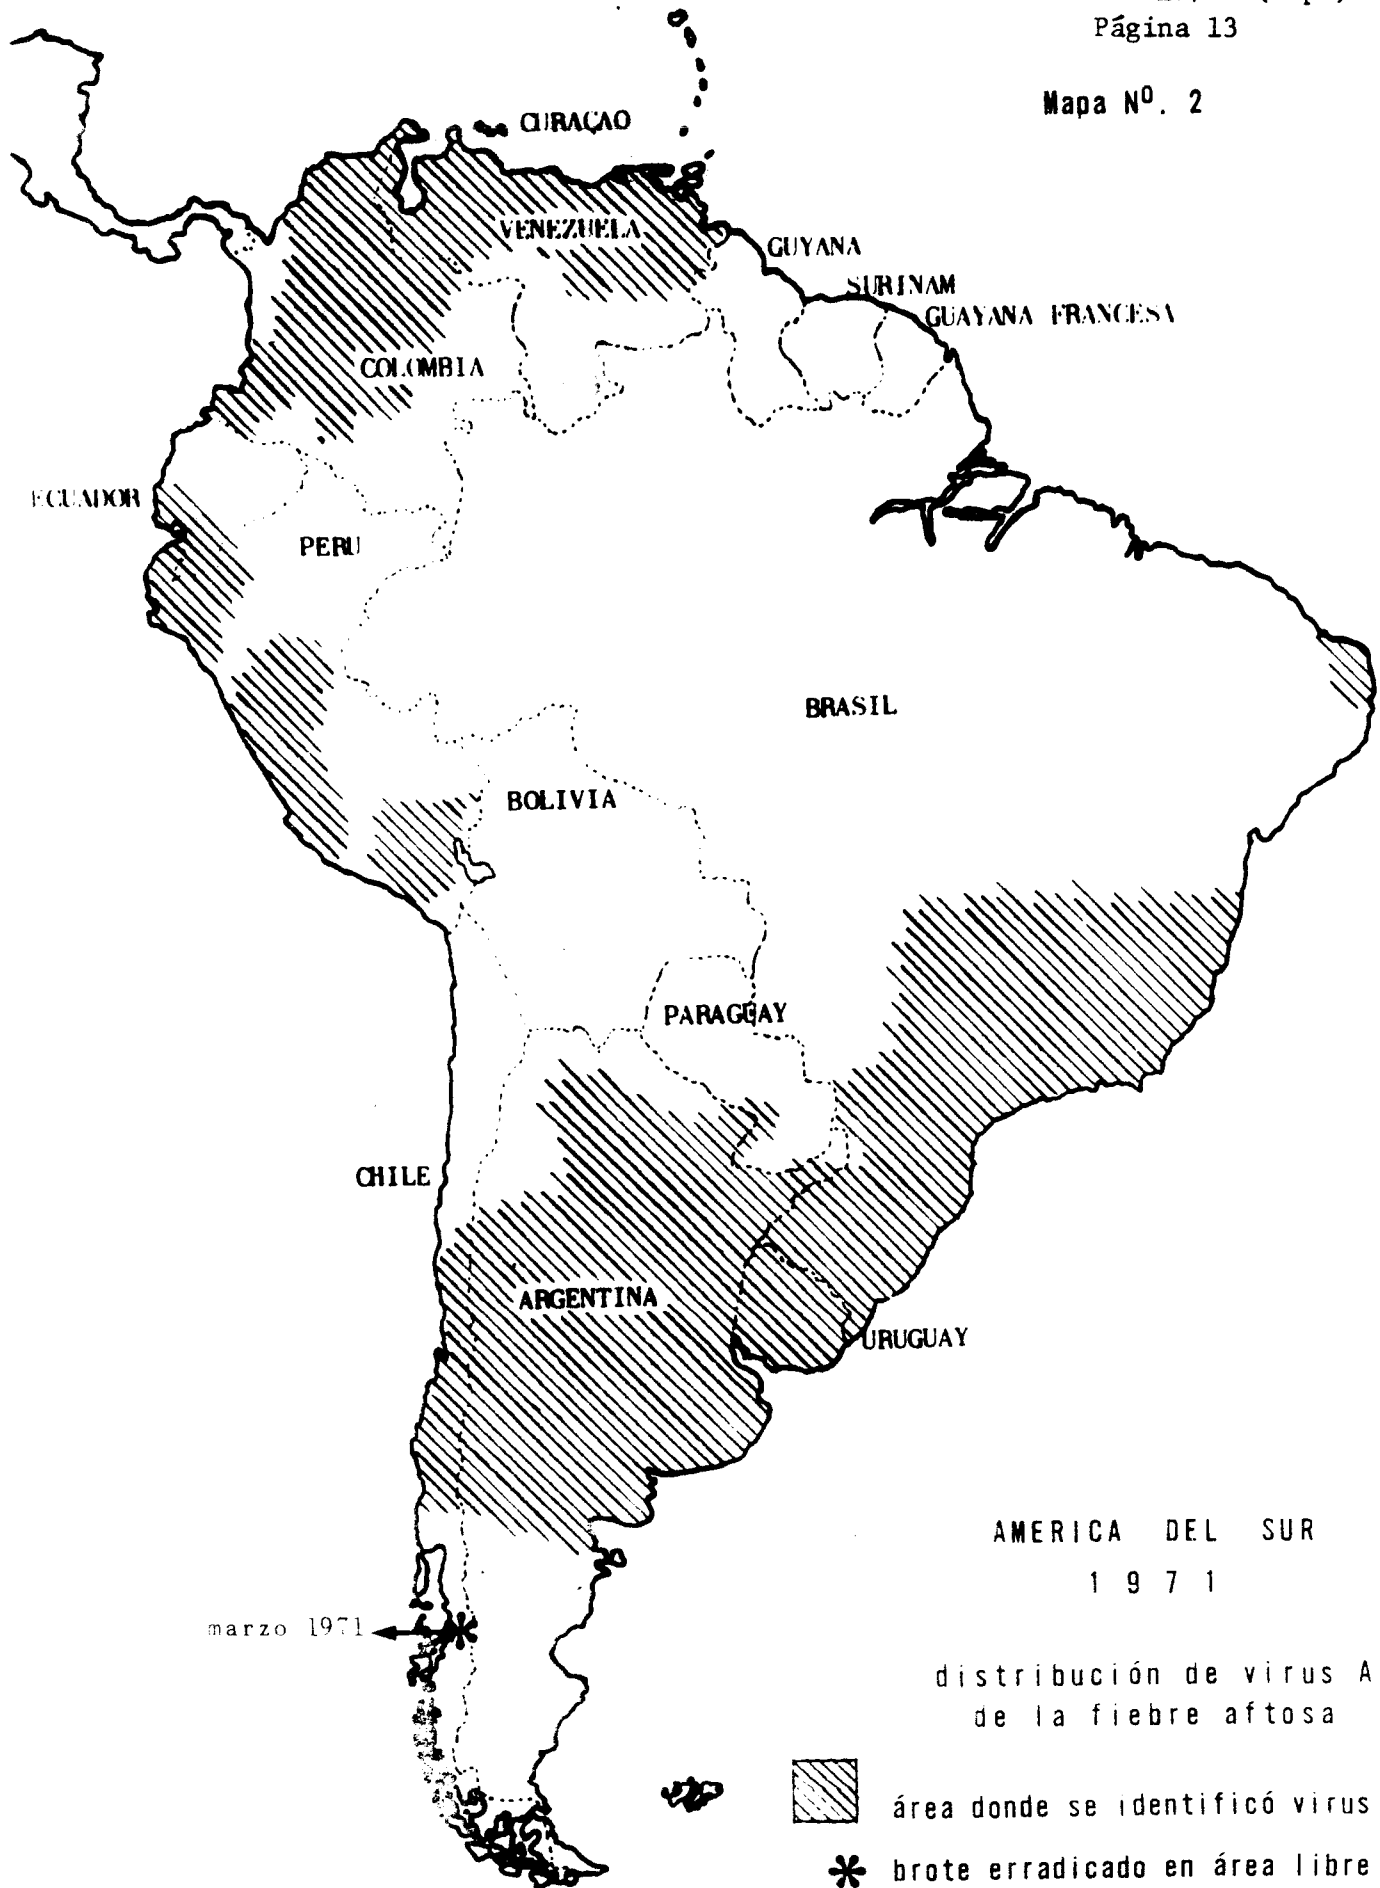 Página 13
Mapa Nº. 2
CURAÇAO
VENEZUELA
GUYANA
SURINAM
GUAYANA FRANCESA
COLOMBIA
ECUADOR
PERU
BRASIL
BOLIVIA
PARAGUAY
CHILE
ARGENTINA
URUGUAY
AMERICA DEL SUR
1971
marzo 1971
distribución de virus A
de la fiebre aftosa
área donde se identificó virus
brote erradicado en área libre